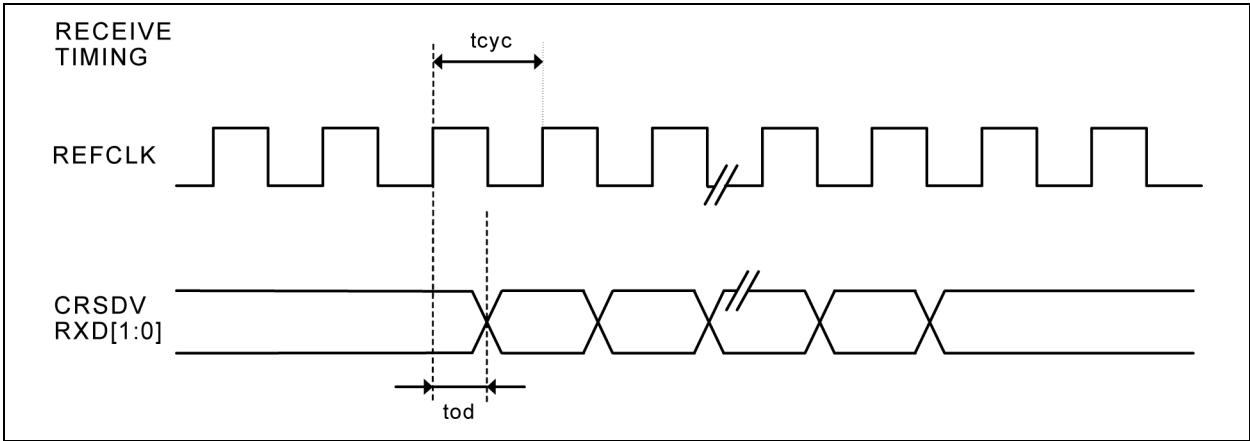 RECEIVE
TIMING
tcyc
REFCLK
CRSDV
RXD[1:0]
tod